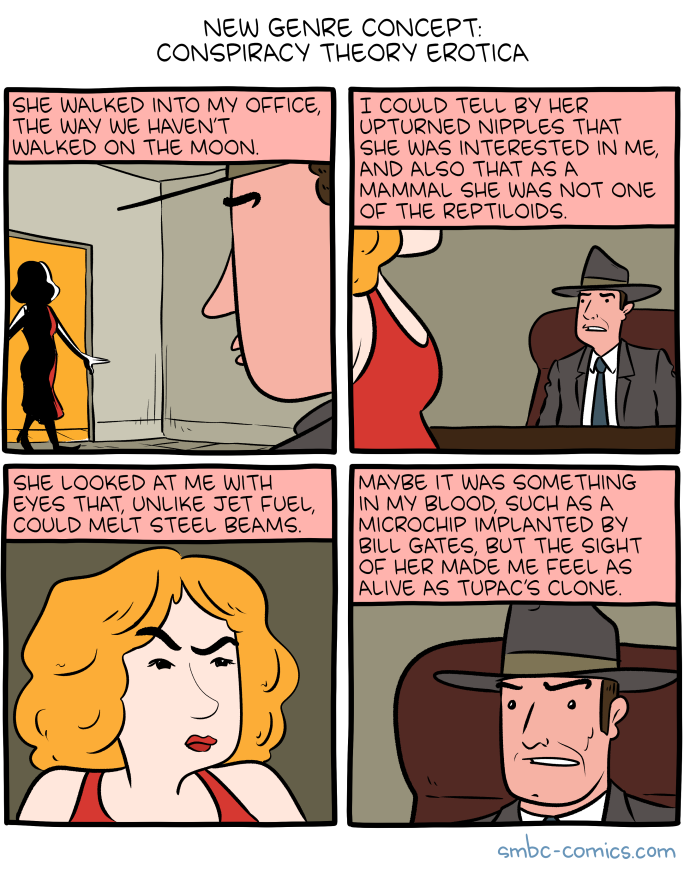 NEW GENRE CONCEPT:
CONSPIRACY THEORY EROTICA
SHE WALKED INTO MY OFFICE,
THE WAY WE HAVEN'T
WALKED ON THE MOON.
I COULD TELL BY HER
UPTURNED NIPPLES THAT
SHE WAS INTERESTED IN ME,
AND ALSO THAT AS A
MAMMAL SHE WAS NOT ONE
OF THE REPTILOIDS.
SHE LOOKED AT ME WITH
EYES THAT, UNLIKE JET FUEL,
COULD MELT STEEL BEAMS.
MAYBE IT WAS SOMETHING
IN MY BLOOD, SUCH AS A
MICROCHIP IMPLANTED BY
BILL GATES, BUT THE SIGHT
OF HER MADE ME FEEL AS
ALIVE AS TUPAC'S CLONE.
smbc-comics.com